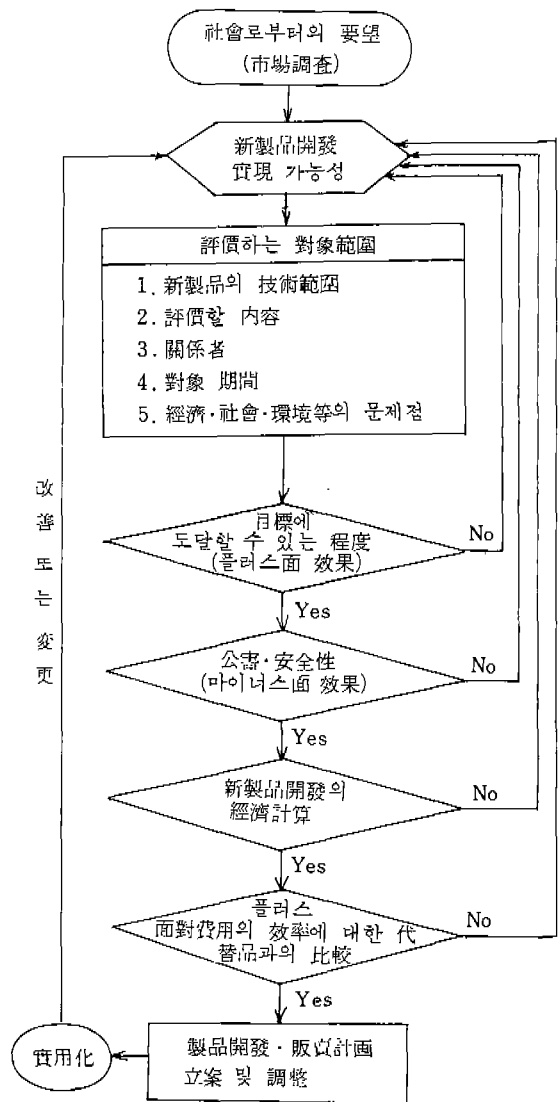 社會로부터의 要望
(市場調査)
新製品開發
實現 가능성
評價하는 對象範圍
1. 新製品의 技術範圍
2. 評價할 内容
3. 關係者
4. 對象 期間
5. 經濟·社會·環境等의 문제점
目標에
도달할 수 있는 程度
(플러스面 效果)
No
Yes
公害·安全性
(마이너스面 效果)
No
Yes
新製品開發의
經濟計算
No
Yes
플러스
面對費用의 效率에 대한 代
替品과의 比較
No
Yes
製品開發·販賣計画
立案 및 調整
實用化
改善 또는 変更